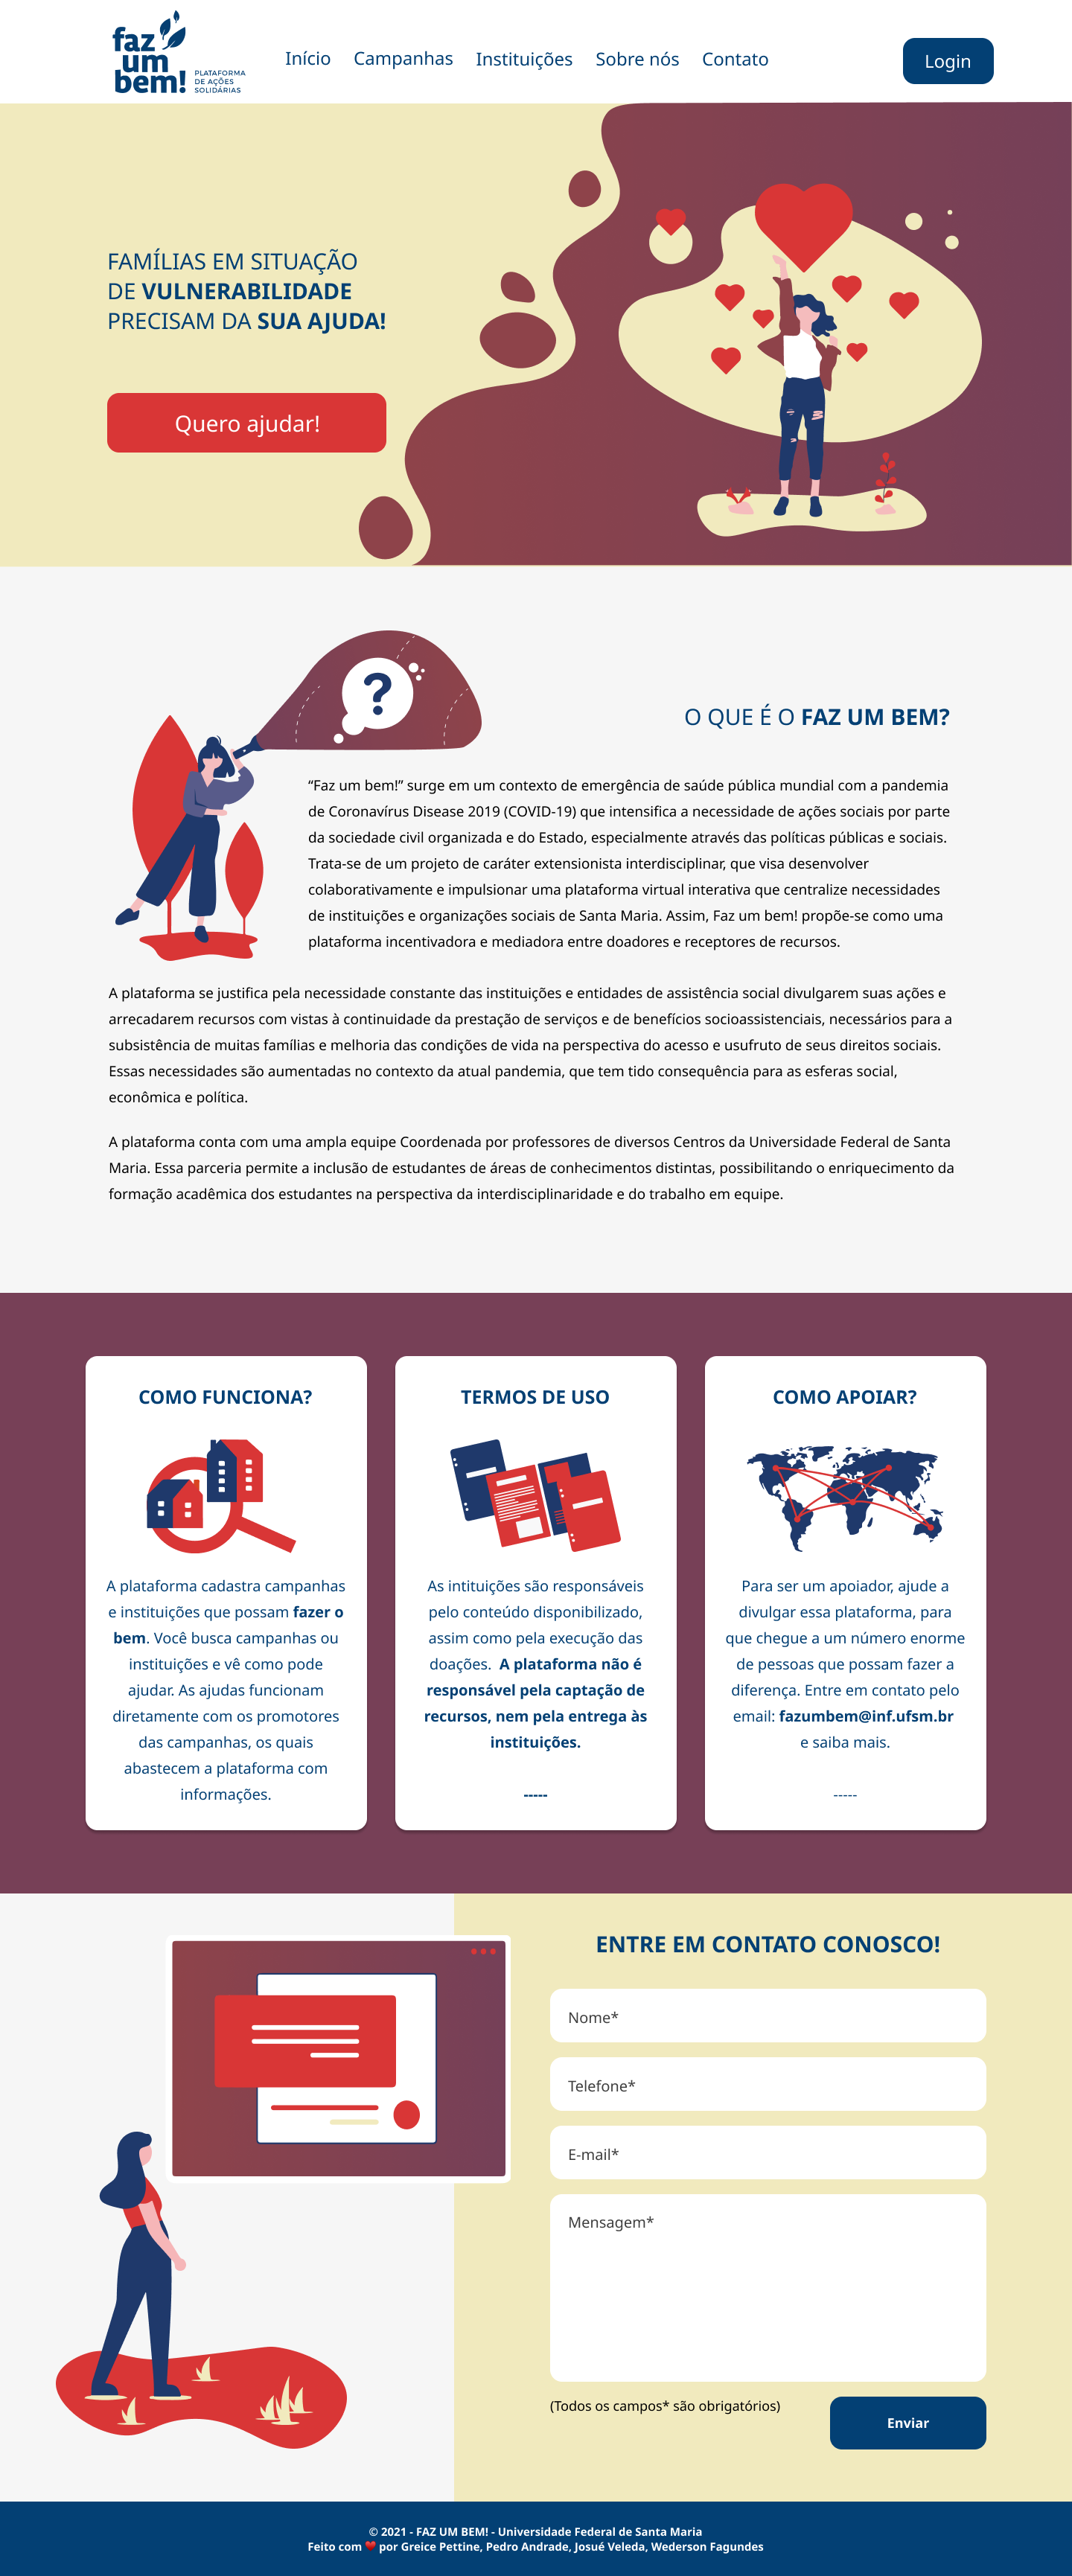 faz
um
bem!
PLATAFORMA
DE AÇÕES
SOLIDÁRIAS
Início Campanhas Instituições Sobre nós Contato
Login
FAMÍLIAS EM SITUAÇÃO
DE VULNERABILIDADE
PRECISAM DA SUA AJUDA!
Quero ajudar!
?
O QUE É O FAZ UM BEM?
“Faz um bem!” surge em um contexto de emergência de saúde pública mundial com a pandemia
de Coronavírus Disease 2019 (COVID-19) que intensifica a necessidade de ações sociais por parte
da sociedade civil organizada e do Estado, especialmente através das políticas públicas e sociais.
Trata-se de um projeto de caráter extensionista interdisciplinar, que visa desenvolver
colaborativamente e impulsionar uma plataforma virtual interativa que centralize necessidades
de instituições e organizações sociais de Santa Maria. Assim, Faz um bem! propõe-se como uma
plataforma incentivadora e mediadora entre doadores e receptores de recursos.
A plataforma se justifica pela necessidade constante das instituições e entidades de assistência social divulgarem suas ações e
arrecadarem recursos com vistas à continuidade da prestação de serviços e de benefícios socioassistenciais, necessários para a
subsistência de muitas famílias e melhoria das condições de vida na perspectiva do acesso e usufruto de seus direitos sociais.
Essas necessidades são aumentadas no contexto da atual pandemia, que tem tido consequência para as esferas social,
econômica e política.
A plataforma conta com uma ampla equipe Coordenada por professores de diversos Centros da Universidade Federal de Santa
Maria. Essa parceria permite a inclusão de estudantes de áreas de conhecimentos distintas, possibilitando o enriquecimento da
formação acadêmica dos estudantes na perspectiva da interdisciplinaridade e do trabalho em equipe.
COMO FUNCIONA?
A plataforma cadastra campanhas
e instituições que possam fazer o
bem. Você busca campanhas ou
instituições e vê como pode
ajudar. As ajudas funcionam
diretamente com os promotores
das campanhas, os quais
abastecem a plataforma com
informações.
TERMOS DE USO
As intituições são responsáveis
pelo conteúdo disponibilizado,
assim como pela execução das
doações. A plataforma não é
responsável pela captação de
recursos, nem pela entrega às
instituições.
-----
COMO APOIAR?
Para ser um apoiador, ajude a
divulgar essa plataforma, para
que chegue a um número enorme
de pessoas que possam fazer a
diferença. Entre em contato pelo
email: fazumbem@inf.ufsm.br
e saiba mais.
-----
ENTRE EM CONTATO CONOSCO!
Nome*
Telefone*
E-mail*
Mensagem*
(Todos os campos* são obrigatórios)
Enviar
© 2021 - FAZ UM BEM! - Universidade Federal de Santa Maria
Feito com ❤️ por Greice Pettine, Pedro Andrade, Josué Veleda, Wederson Fagundes